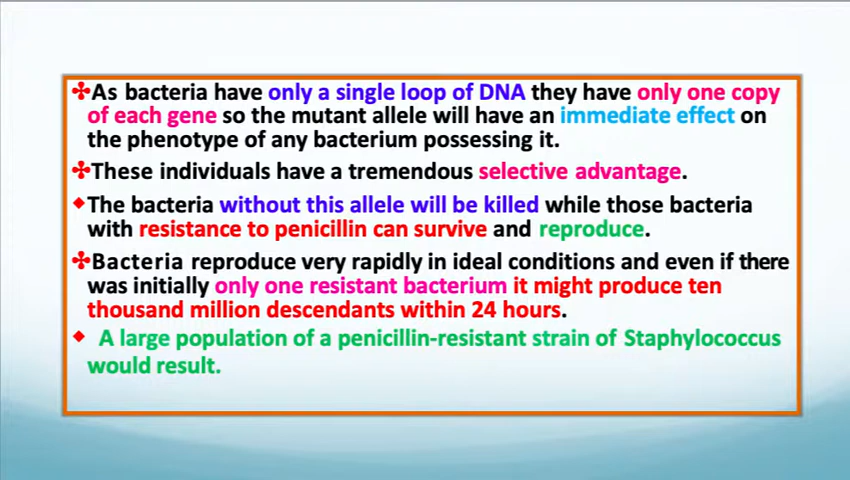 ✤As bacteria have only a single loop of DNA they have only one copy
of each gene so the mutant allele will have an immediate effect on
the phenotype of any bacterium possessing it.
✤These individuals have a tremendous selective advantage.
◆The bacteria without this allele will be killed while those bacteria
with resistance to penicillin can survive and reproduce.
✤Bacteria reproduce very rapidly in ideal conditions and even if there
was initially only one resistant bacterium it might produce ten
thousand million descendants within 24 hours.
◆ A large population of a penicillin-resistant strain of Staphylococcus
would result.